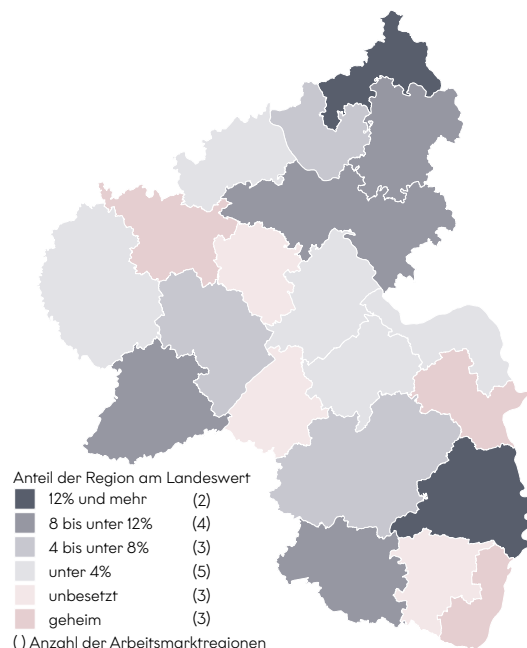 Anteil der Region am Landeswert
12% und mehr (2)
8 bis unter 12% (4)
4 bis unter 8% (3)
unter 4% (5)
unbesetzt (3)
geheim (3)
( ) Anzahl der Arbeitsmarktregionen